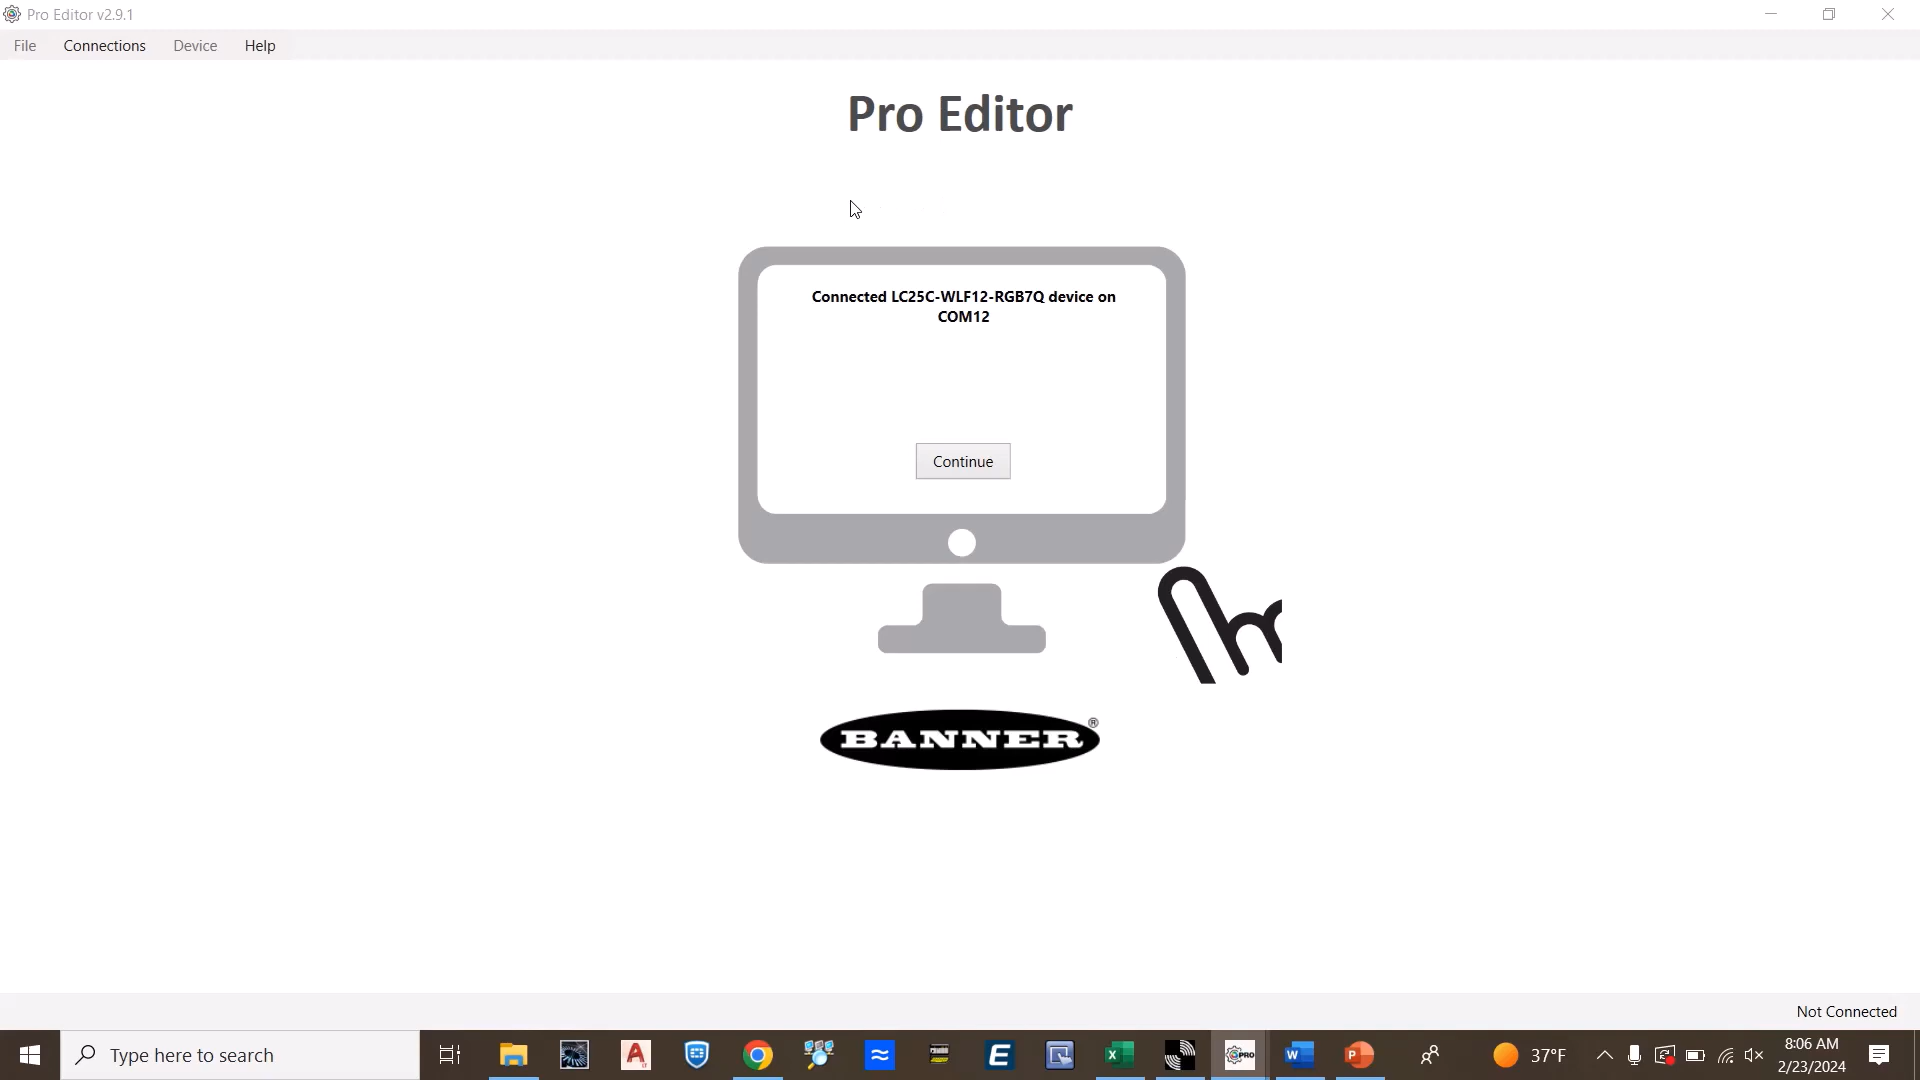 Pro Editor v2.9.1
File Connections Device Help
Pro Editor
Connected LC25C-WLF12-RGB7Q device on
COM12
Continue
BANNER®
Not Connected
Type here to search
A
E
X
PRO
W
P
37°F
8:06 AM
2/23/2024